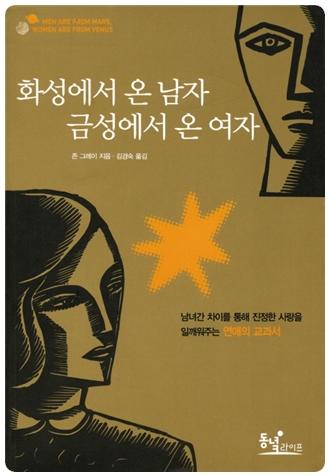 MEN ARE FROM MARS,
WOMEN ARE FROM VENUS
화성에서 온 남자
금성에서 온 여자
존 그레이 지음 · 김경숙 옮김
남녀간 차이를 통해 진정한 사랑을
일깨워주는 연애의 교과서
동녘라이프